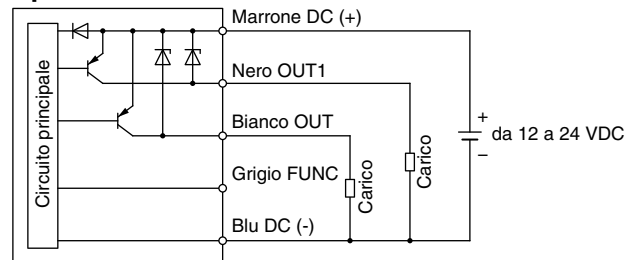 Marrone DC (+)
Nero OUT1
Bianco OUT
Grigio FUNC
Blu DC (-)
Circuito principale
Carico
Carico
+
da 12 a 24 VDC
−